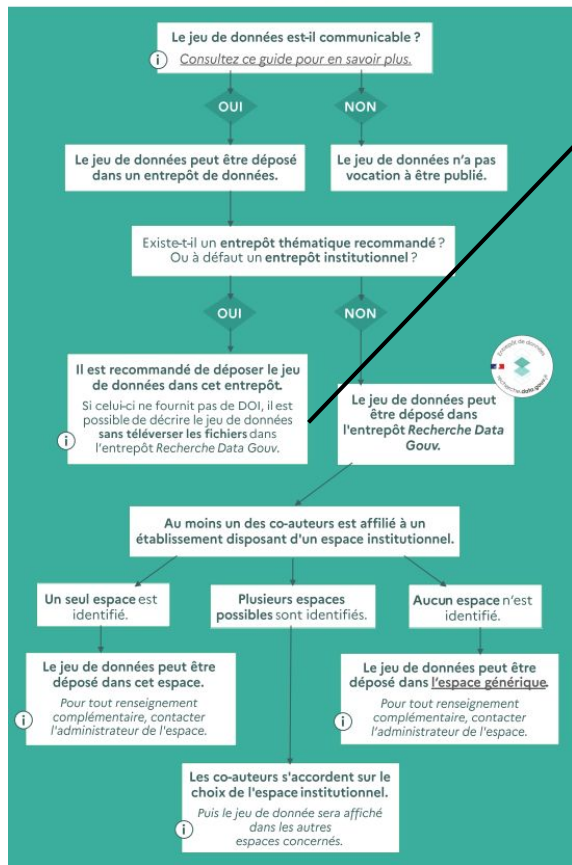 Le jeu de données est-il communicable ?
Consultez ce guide pour en savoir plus.
i
OUI
NON
Le jeu de données peut être déposé
dans un entrepôt de données.
Le jeu de données n'a pas
vocation à être publié.
Existe-t-il un entrepôt thématique recommandé ?
Ou à défaut un entrepôt institutionnel ?
OUI
NON
Entrepôt de données
recherche.data.gouv.fr
Il est recommandé de déposer le jeu
de données dans cet entrepôt.
Si celui-ci ne fournit pas de DOI, il est
possible de décrire le jeu de données
sans téléverser les fichiers dans
l'entrepôt Recherche Data Gouv.
i
Le jeu de données peut
être déposé dans
l'entrepôt Recherche Data
Gouv.
Au moins un des co-auteurs est affilié à un
établissement disposant d'un espace institutionnel.
Un seul espace est
identifié.
Plusieurs espaces
possibles sont identifiés.
Aucun espace n'est
identifié.
Le jeu de données peut être
déposé dans cet espace.
Pour tout renseignement
complémentaire, contacter
l'administrateur de l'espace.
i
Le jeu de données peut être
déposé dans l'espace générique.
Pour tout renseignement
complémentaire, contacter
l'administrateur de l'espace.
i
Les co-auteurs s'accordent sur le
choix de l'espace institutionnel.
Puis le jeu de donnée sera affiché
dans les autres
espaces concernés.
i